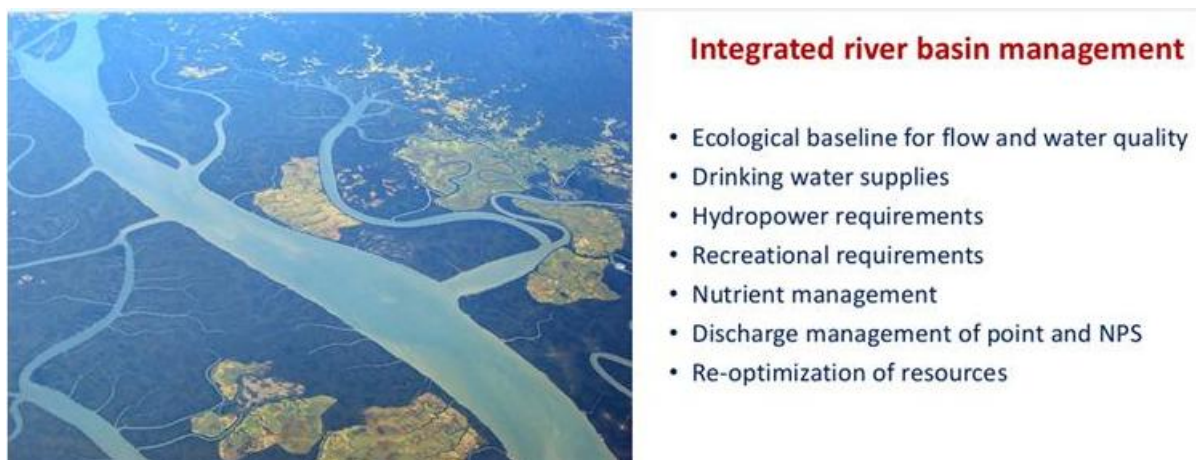 Integrated river basin management
• Ecological baseline for flow and water quality
• Drinking water supplies
• Hydropower requirements
• Recreational requirements
• Nutrient management
• Discharge management of point and NPS
• Re-optimization of resources